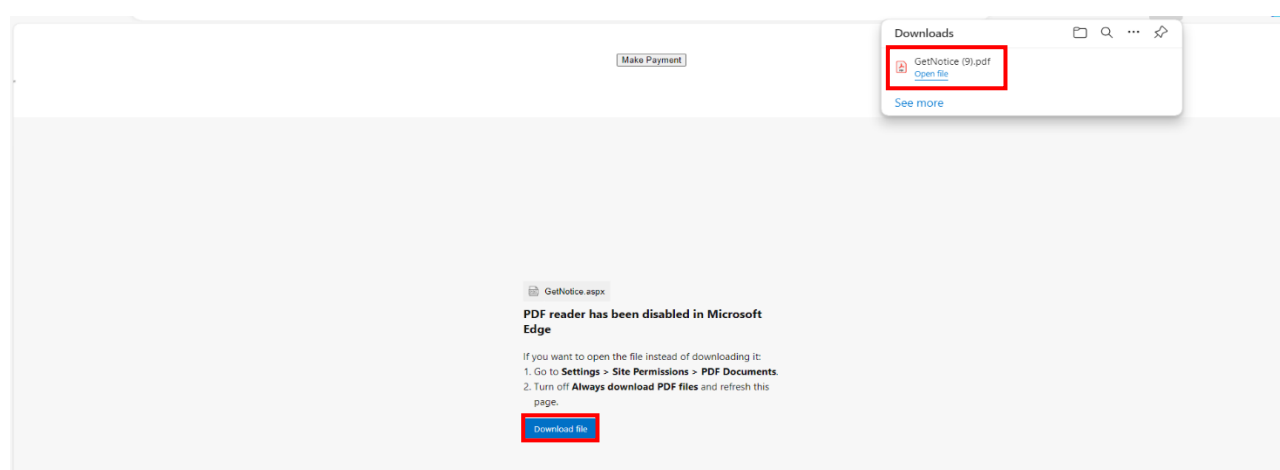 Downloads
GetNotice (9).pdf
Open file
See more
Make Payment
GetNotice.aspx
PDF reader has been disabled in Microsoft
Edge
If you want to open the file instead of downloading it:
1. Go to Settings > Site Permissions > PDF Documents.
2. Turn off Always download PDF files and refresh this
page.
Download file